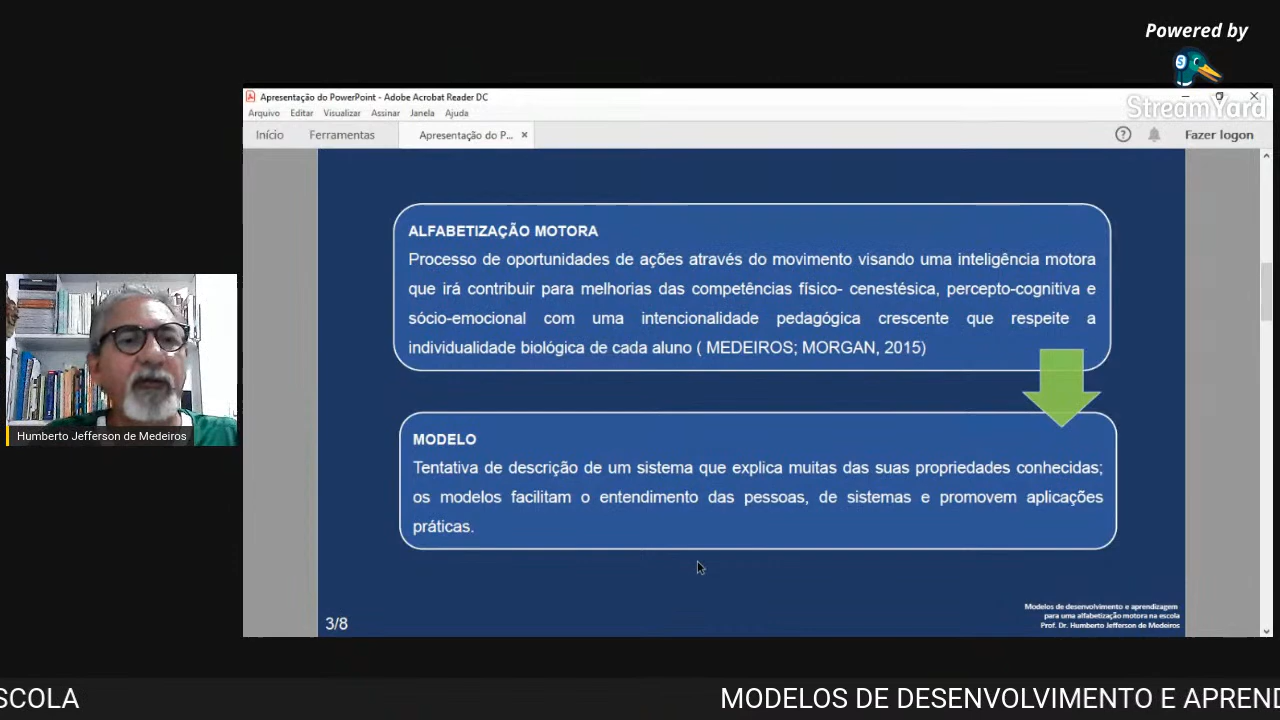 Powered by
StreamYard
Apresentação do PowerPoint - Adobe Acrobat Reader DC
Arquivo Editar Visualizar Assinar Janela Ajuda
Início Ferramentas Apresentação do P... Fazer logon
ALFABETIZAÇÃO MOTORA
Processo de oportunidades de ações através do movimento visando uma inteligência motora
que irá contribuir para melhorias das competências físico- cenestésica, percepto-cognitiva e
sócio-emocional com uma intencionalidade pedagógica crescente que respeite a
individualidade biológica de cada aluno ( MEDEIROS; MORGAN, 2015)
MODELO
Tentativa de descrição de um sistema que explica muitas das suas propriedades conhecidas;
os modelos facilitam o entendimento das pessoas, de sistemas e promovem aplicações
práticas.
Humberto Jefferson de Medeiros
Modelos de desenvolvimento e aprendizagem
para uma alfabetização motora na escola
Prof. Dr. Humberto Jefferson de Medeiros
3/8
SCOLA MODELOS DE DESENVOLVIMENTO E APREND